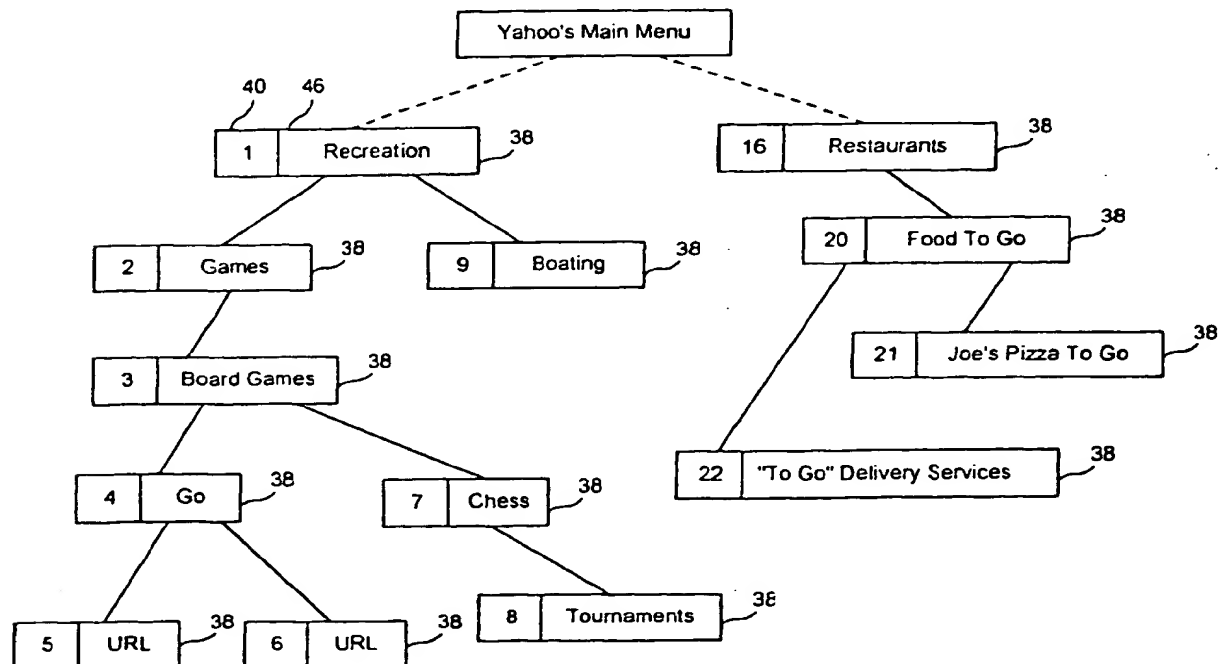 Yahoo's Main Menu
40 46
1 Recreation 38
16 Restaurants 38
2 Games 38
9 Boating 38
20 Food To Go 38
21 Joe's Pizza To Go 38
3 Board Games 38
22 "To Go" Delivery Services 38
4 Go 38
7 Chess 38
8 Tournaments 38
5 URL 38
6 URL 38